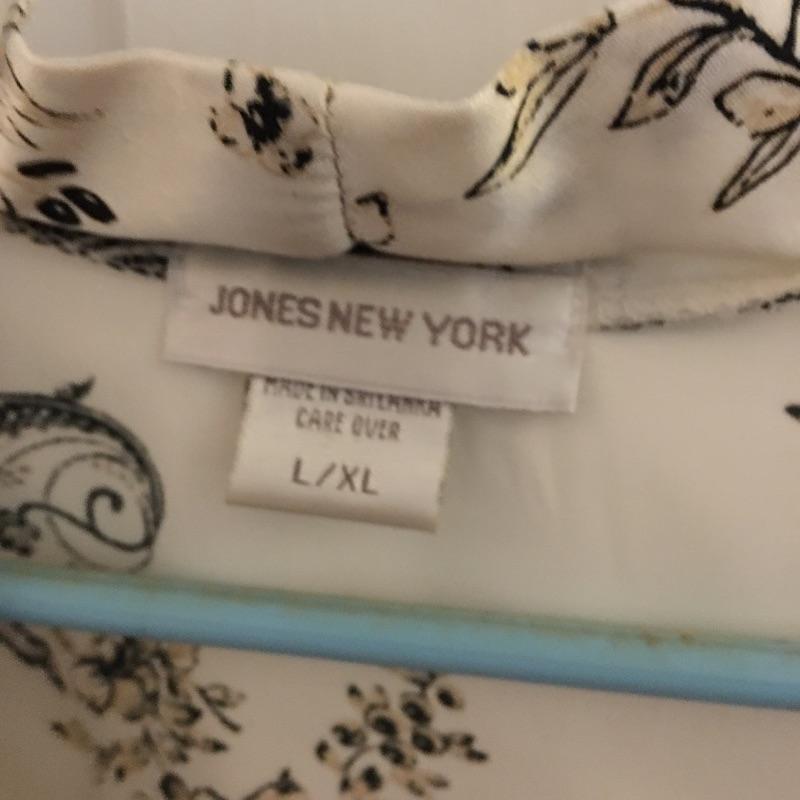 JONES NEW YORK
MADE IN SRI LANKA
CARE OVER
L/XL